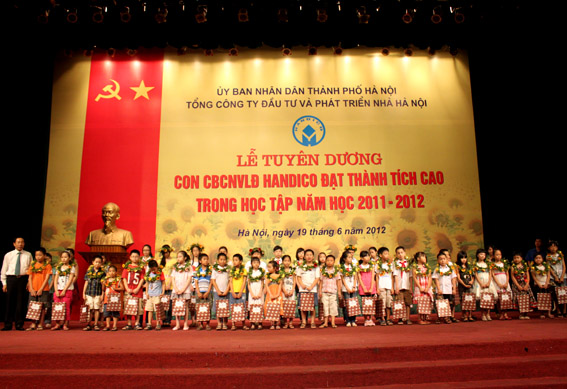 ỦY BAN NHÂN DÂN THÀNH PHỐ HÀ NỘI
TỔNG CÔNG TY ĐẦU TƯ VÀ PHÁT TRIỂN NHÀ HÀ NỘI
HANDICO
LỄ TUYÊN DƯƠNG
CON CBCNVLĐ HANDICO ĐẠT THÀNH TÍCH CAO
TRONG HỌC TẬP NĂM HỌC 2011-2012
Hà Nội, ngày 19 tháng 6 năm 2012